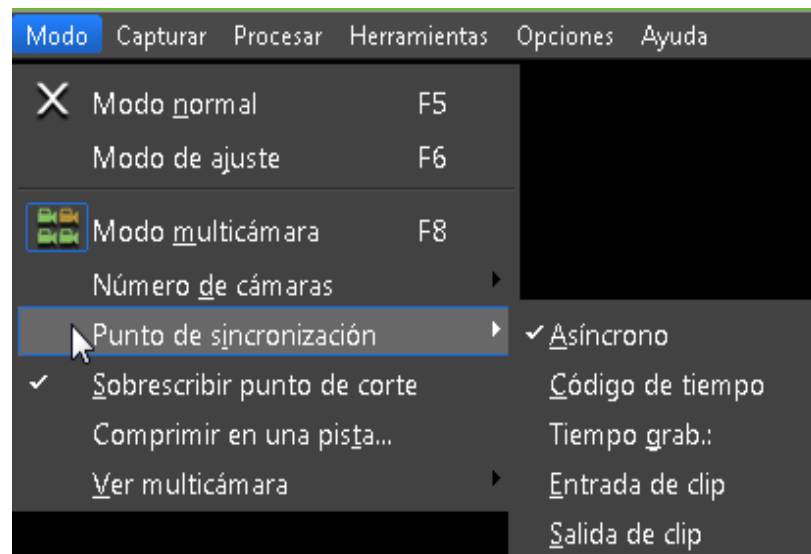 Modo Capturar Procesar Herramientas Opciones Ayuda
Modo normal F5
Modo de ajuste F6
Modo multicámara F8
Número de cámaras
Punto de sincronización
Sobrescribir punto de corte
Comprimir en una pista...
Ver multicámara
Asíncrono
Código de tiempo
Tiempo grab.:
Entrada de clip
Salida de clip